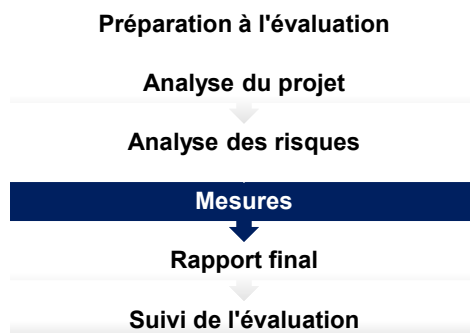 Préparation à l'évaluation
Analyse du projet
Analyse des risques
Mesures
Rapport final
Suivi de l'évaluation